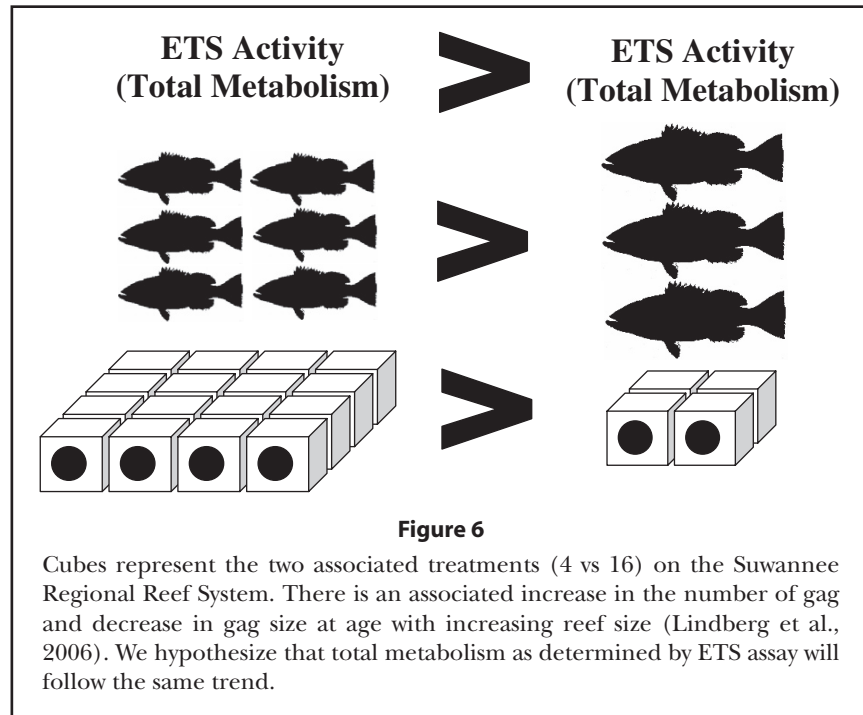 ETS Activity
(Total Metabolism)
>
ETS Activity
(Total Metabolism)
>
>
Figure 6
Cubes represent the two associated treatments (4 vs 16) on the Suwannee
Regional Reef System. There is an associated increase in the number of gag
and decrease in gag size at age with increasing reef size (Lindberg et al.,
2006). We hypothesize that total metabolism as determined by ETS assay will
follow the same trend.